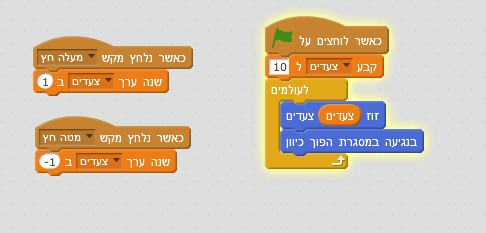 כאשר לוחצים על
קבע צעדים ל 10
לעולמים
זוז צעדים צעדים
בנגיעה במסגרת הפוך כיוון
כאשר נלחץ מקש מעלה חץ
שנה ערך צעדים ב 1
כאשר נלחץ מקש מטה חץ
שנה ערך צעדים ב -1